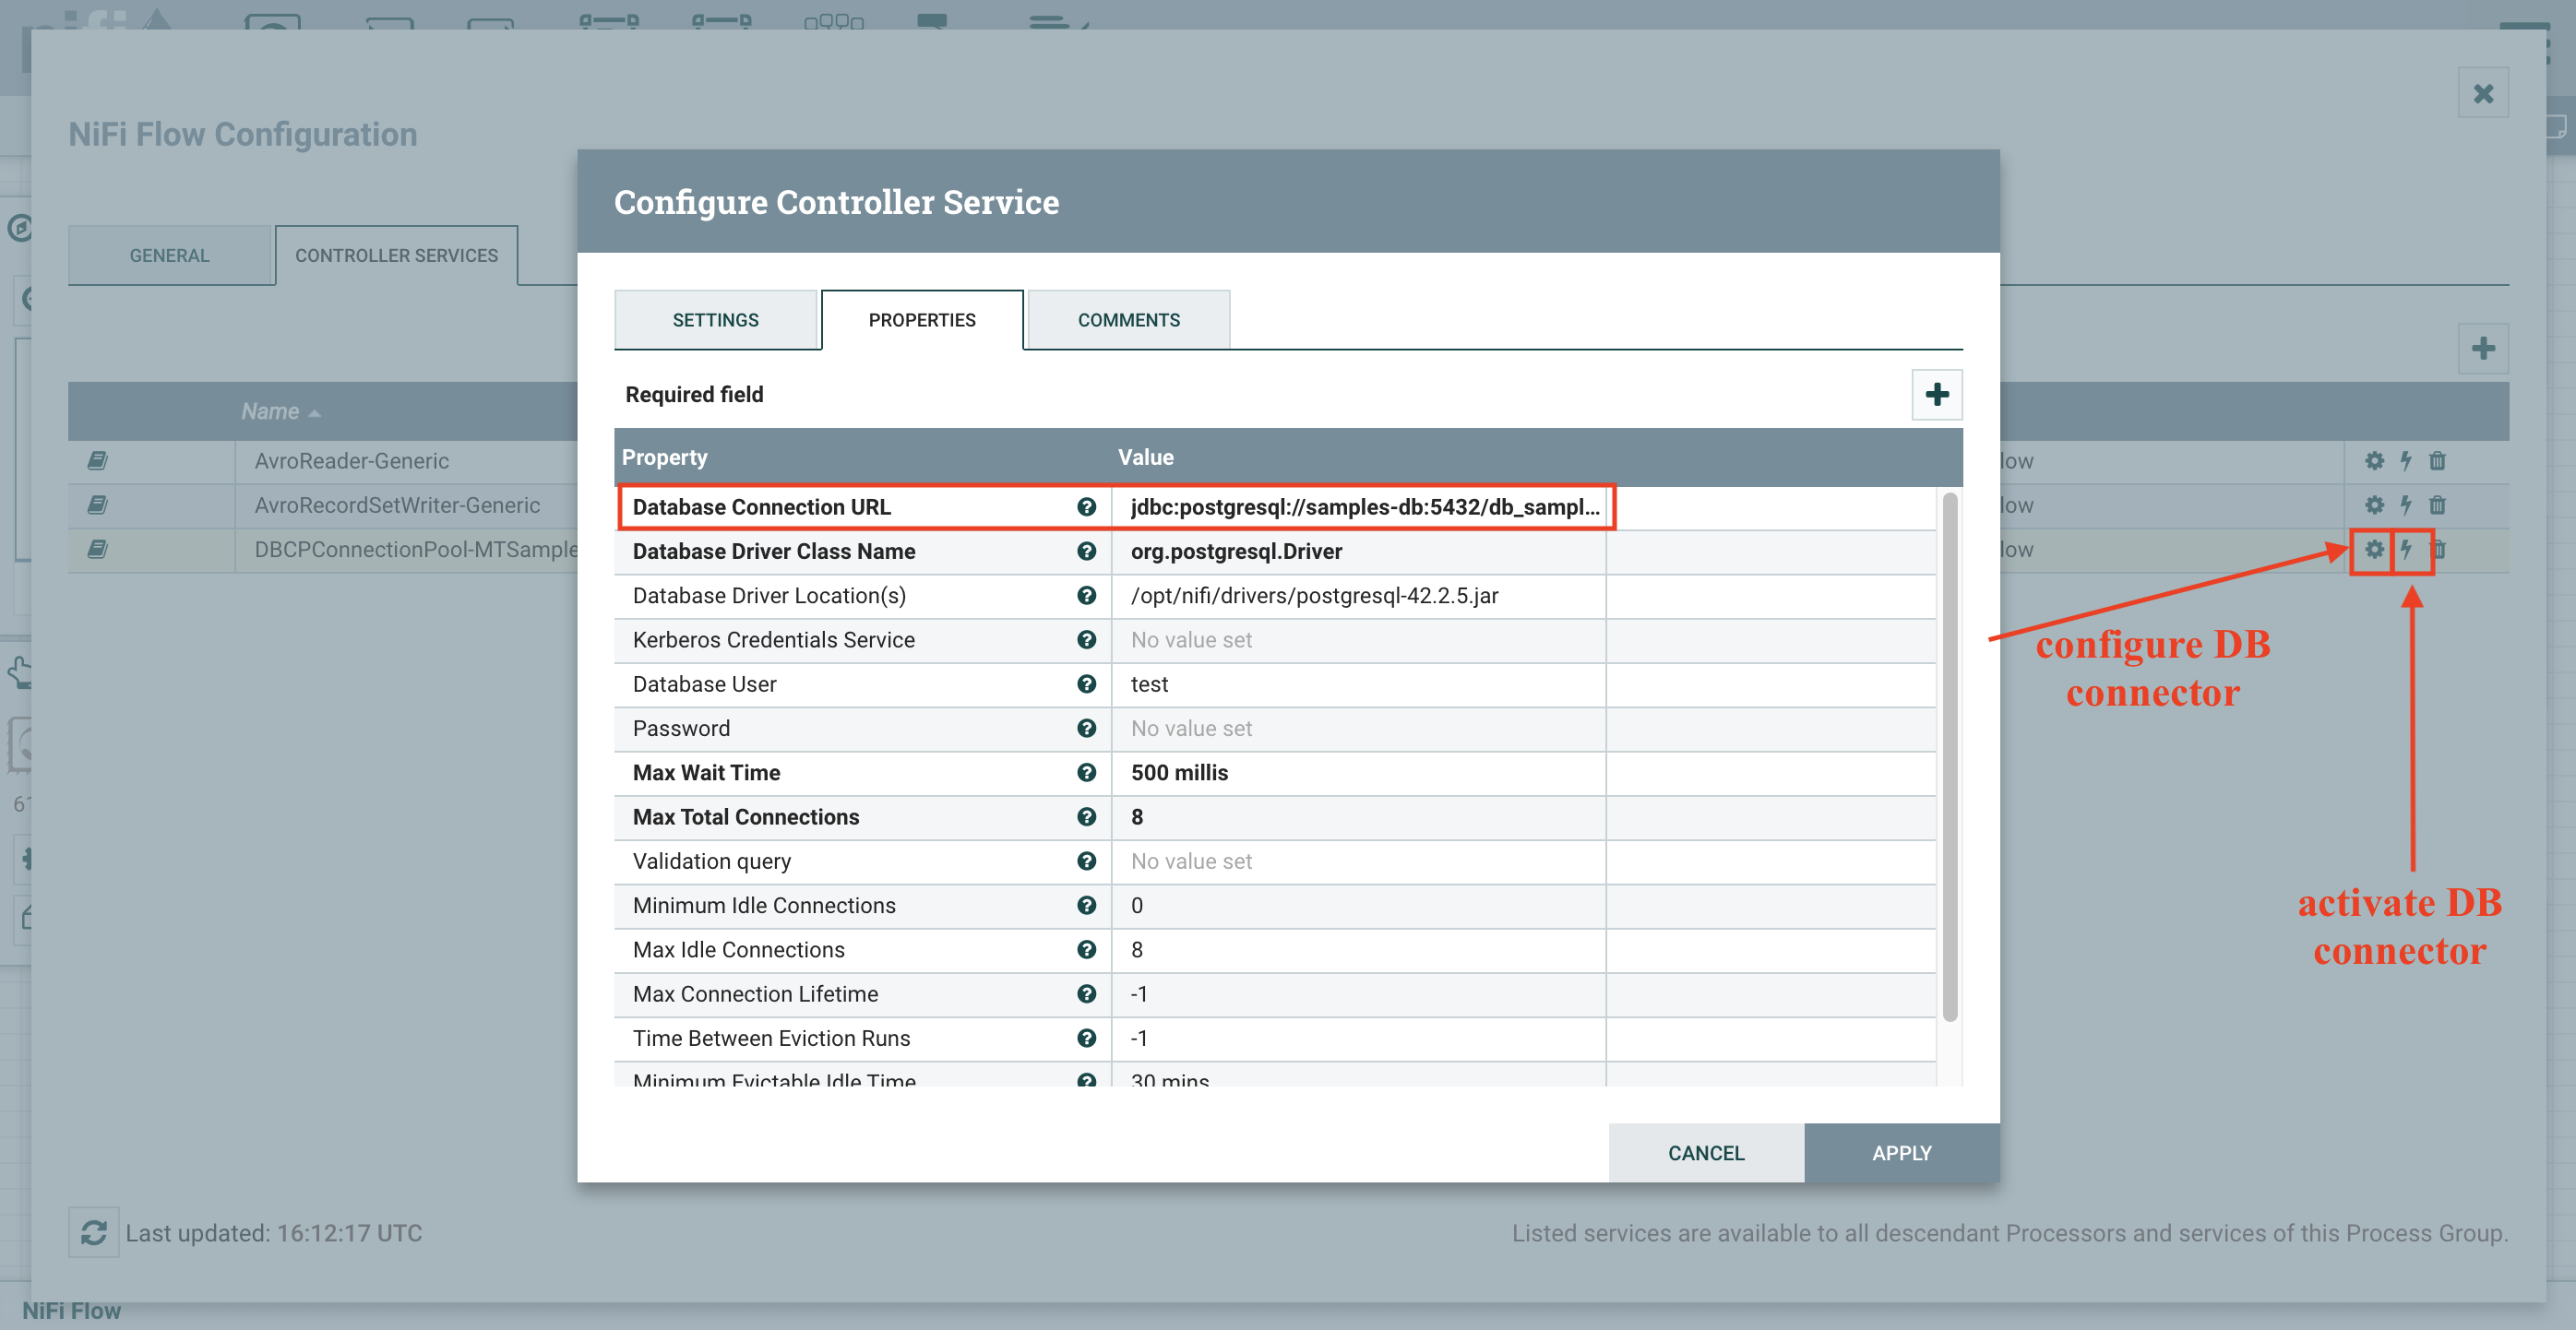 nifi
NiFi Flow Configuration
Configure Controller Service
GENERAL CONTROLLER SERVICES
SETTINGS PROPERTIES COMMENTS
Required field
Name
Property Value
AvroReader-Generic
AvroRecordSetWriter-Generic
DBCPConnectionPool-MTSample
low
low
low
Database Connection URL jdbc:postgresql://samples-db:5432/db_sampl...
Database Driver Class Name org.postgresql.Driver
Database Driver Location(s) /opt/nifi/drivers/postgresql-42.2.5.jar
Kerberos Credentials Service No value set
Database User test
Password No value set
Max Wait Time 500 millis
Max Total Connections 8
Validation query No value set
Minimum Idle Connections 0
Max Idle Connections 8
Max Connection Lifetime -1
Time Between Eviction Runs -1
Minimum Evictable Idle Time 30 mins
configure DB
connector
activate DB
connector
CANCEL APPLY
Last updated: 16:12:17 UTC
Listed services are available to all descendant Processors and services of this Process Group.
NiFi Flow